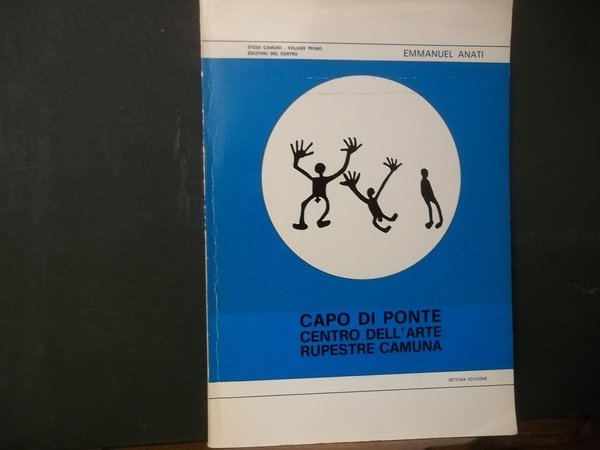 STUDI CAMUNI - VOLUME PRIMO
EDIZIONI DEL CENTRO
EMMANUEL ANATI
CAPO DI PONTE
CENTRO DELL'ARTE
RUPESTRE CAMUNA
SETTIMA EDIZIONE